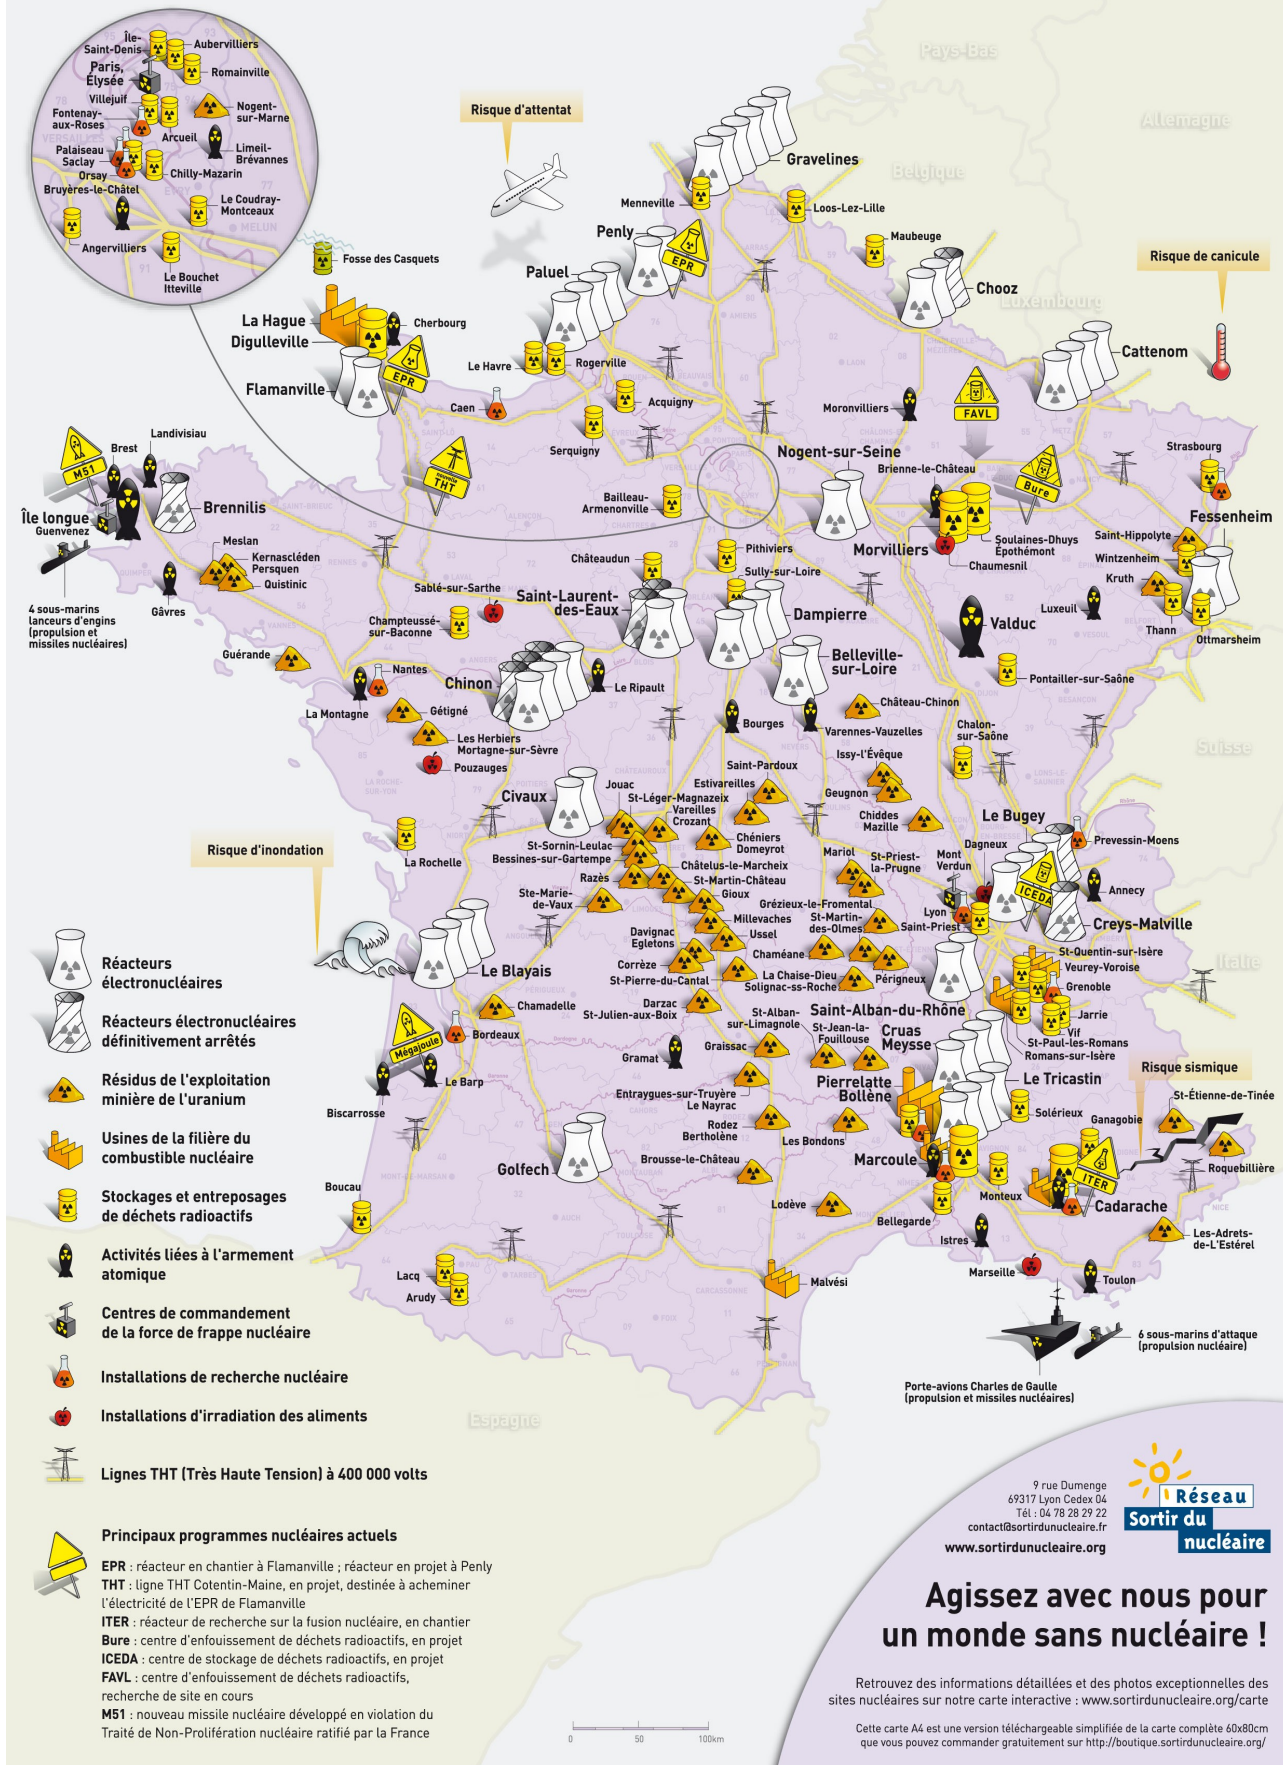 Île-
Saint-Denis
Aubervilliers
Paris,
Élysée
Romainville
Villejuif
Nogent-
sur-Marne
Fontenay-
aux-Roses
Arcueil
Limeil-
Brévannes
Palaiseau
Saclay
Orsay
Chilly-Mazarin
Bruyères-le-Châtel
Le Coudray-
Montceaux
Angervilliers
Le Bouchet
Itteville
MELUN
Pays-Bas
Allemagne
Belgique
Luxembourg
Suisse
Italie
Espagne
Risque d'attentat
Risque de canicule
Gravelines
Menneville
Loos-Lez-Lille
Penly
EPR
Maubeuge
Chooz
Paluel
Fosse des Casquets
La Hague
Digulleville
Cherbourg
Flamanville
EPR
Le Havre
Rogerville
Cattenom
Caen
Acquigny
Serquigny
Moronvilliers
FAVL
Landivisiau
Brest
M51
Brennilis
Île longue
Guenvenez
nouvelle
THT
Nogent-sur-Seine
Brienne-le-Château
Bure
Strasbourg
Fessenheim
Bailleau-
Armenonville
Morvilliers
Soulaines-Dhuys
Épothémont
Chaumesnil
Saint-Hippolyte
Wintzenheim
Kruth
Thann
Ottmarsheim
Meslan
Kernascléden
Persquen
Quistinic
Gâvres
4 sous-marins
lanceurs d'engins
(propulsion et
missiles nucléaires)
Châteaudun
Pithiviers
Sully-sur-Loire
Sablé-sur-Sarthe
Saint-Laurent-
des-Eaux
Dampierre
Champteussé-
sur-Baconne
Luxeuil
Valduc
Guérande
Nantes
La Montagne
Chinon
Le Ripault
Belleville-
sur-Loire
Pontailler-sur-Saône
Gétigné
Bourges
Varennes-Vauzelles
Château-Chinon
Les Herbiers
Mortagne-sur-Sèvre
Pouzauges
Chalon-
sur-Saône
Issy-l'Évêque
Geugnon
Chiddes
Mazille
Saint-Pardoux
Estivareilles
Civaux
Jouac
St-Léger-Magnazeix
Vareilles
Crozant
Chéniers
Domeyrot
Le Bugey
Dagneux
Prevessin-Moens
La Rochelle
St-Sornin-Leulac
Bessines-sur-Gartempe
Razès
Châtelus-le-Marcheix
St-Martin-Château
Gioux
Mariol
St-Priest-
la-Prugne
Mont
Verdun
ICEDA
Annecy
Creys-Malville
Ste-Marie-
de-Vaux
Grézieux-le-Fromental
Lyon
Saint-Priest
Millevaches
St-Martin-
des-Olmes
Davignac
Egletons
Ussel
Corrèze
Chaméane
St-Pierre-du-Cantal
La Chaise-Dieu
Solignac-ss-Roche
Périgneux
St-Quentin-sur-Isère
Veurey-Voroise
Grenoble
Jarrie
Vif
St-Paul-les-Romans
Romans-sur-Isère
Risque d'inondation
Le Blayais
Chamadelle
Bordeaux
Mégajoule
Le Barp
Biscarrosse
Darzac
St-Julien-aux-Boix
Saint-Alban-du-Rhône
St-Alban-
sur-Limagnole
St-Jean-la-
Fouillouse
Cruas
Meysse
Graissac
Gramat
Entraygues-sur-Truyère
Le Nayrac
Pierrelatte
Bollène
Le Tricastin
Risque sismique
St-Étienne-de-Tinée
Solérieux
Ganagobie
Roquebillière
Golfech
Rodez
Bertholène
Les Bondons
Brousse-le-Château
Marcoule
Monteux
ITER
Cadarache
Les-Adrets-
de-L'Estérel
Boucau
Lodève
Bellegarde
Istres
Lacq
Arudy
Malvési
Marseille
Toulon
6 sous-marins d'attaque
(propulsion nucléaire)
Porte-avions Charles de Gaulle
(propulsion et missiles nucléaires)
Réacteurs
électronucléaires
Réacteurs électronucléaires
définitivement arrêtés
Résidus de l'exploitation
minière de l'uranium
Usines de la filière du
combustible nucléaire
Stockages et entreposages
de déchets radioactifs
Activités liées à l'armement
atomique
Centres de commandement
de la force de frappe nucléaire
Installations de recherche nucléaire
Installations d'irradiation des aliments
Lignes THT (Très Haute Tension) à 400 000 volts
Principaux programmes nucléaires actuels
EPR : réacteur en chantier à Flamanville ; réacteur en projet à Penly
THT : ligne THT Cotentin-Maine, en projet, destinée à acheminer
l'électricité de l'EPR de Flamanville
ITER : réacteur de recherche sur la fusion nucléaire, en chantier
Bure : centre d'enfouissement de déchets radioactifs, en projet
ICEDA : centre de stockage de déchets radioactifs, en projet
FAVL : centre d'enfouissement de déchets radioactifs,
recherche de site en cours
M51 : nouveau missile nucléaire développé en violation du
Traité de Non-Prolifération nucléaire ratifié par la France
0 50 100km
9 rue Dumenge
69317 Lyon Cedex 04
Tél : 04 78 28 29 22
contact@sortirdunucleaire.fr
www.sortirdunucleaire.org
Réseau
Sortir du
nucléaire
Agissez avec nous pour
un monde sans nucléaire !
Retrouvez des informations détaillées et des photos exceptionnelles des
sites nucléaires sur notre carte interactive : www.sortirdunucleaire.org/carte
Cette carte A4 est une version téléchargeable simplifiée de la carte complète 60x80cm
que vous pouvez commander gratuitement sur http://boutique.sortirdunucleaire.org/